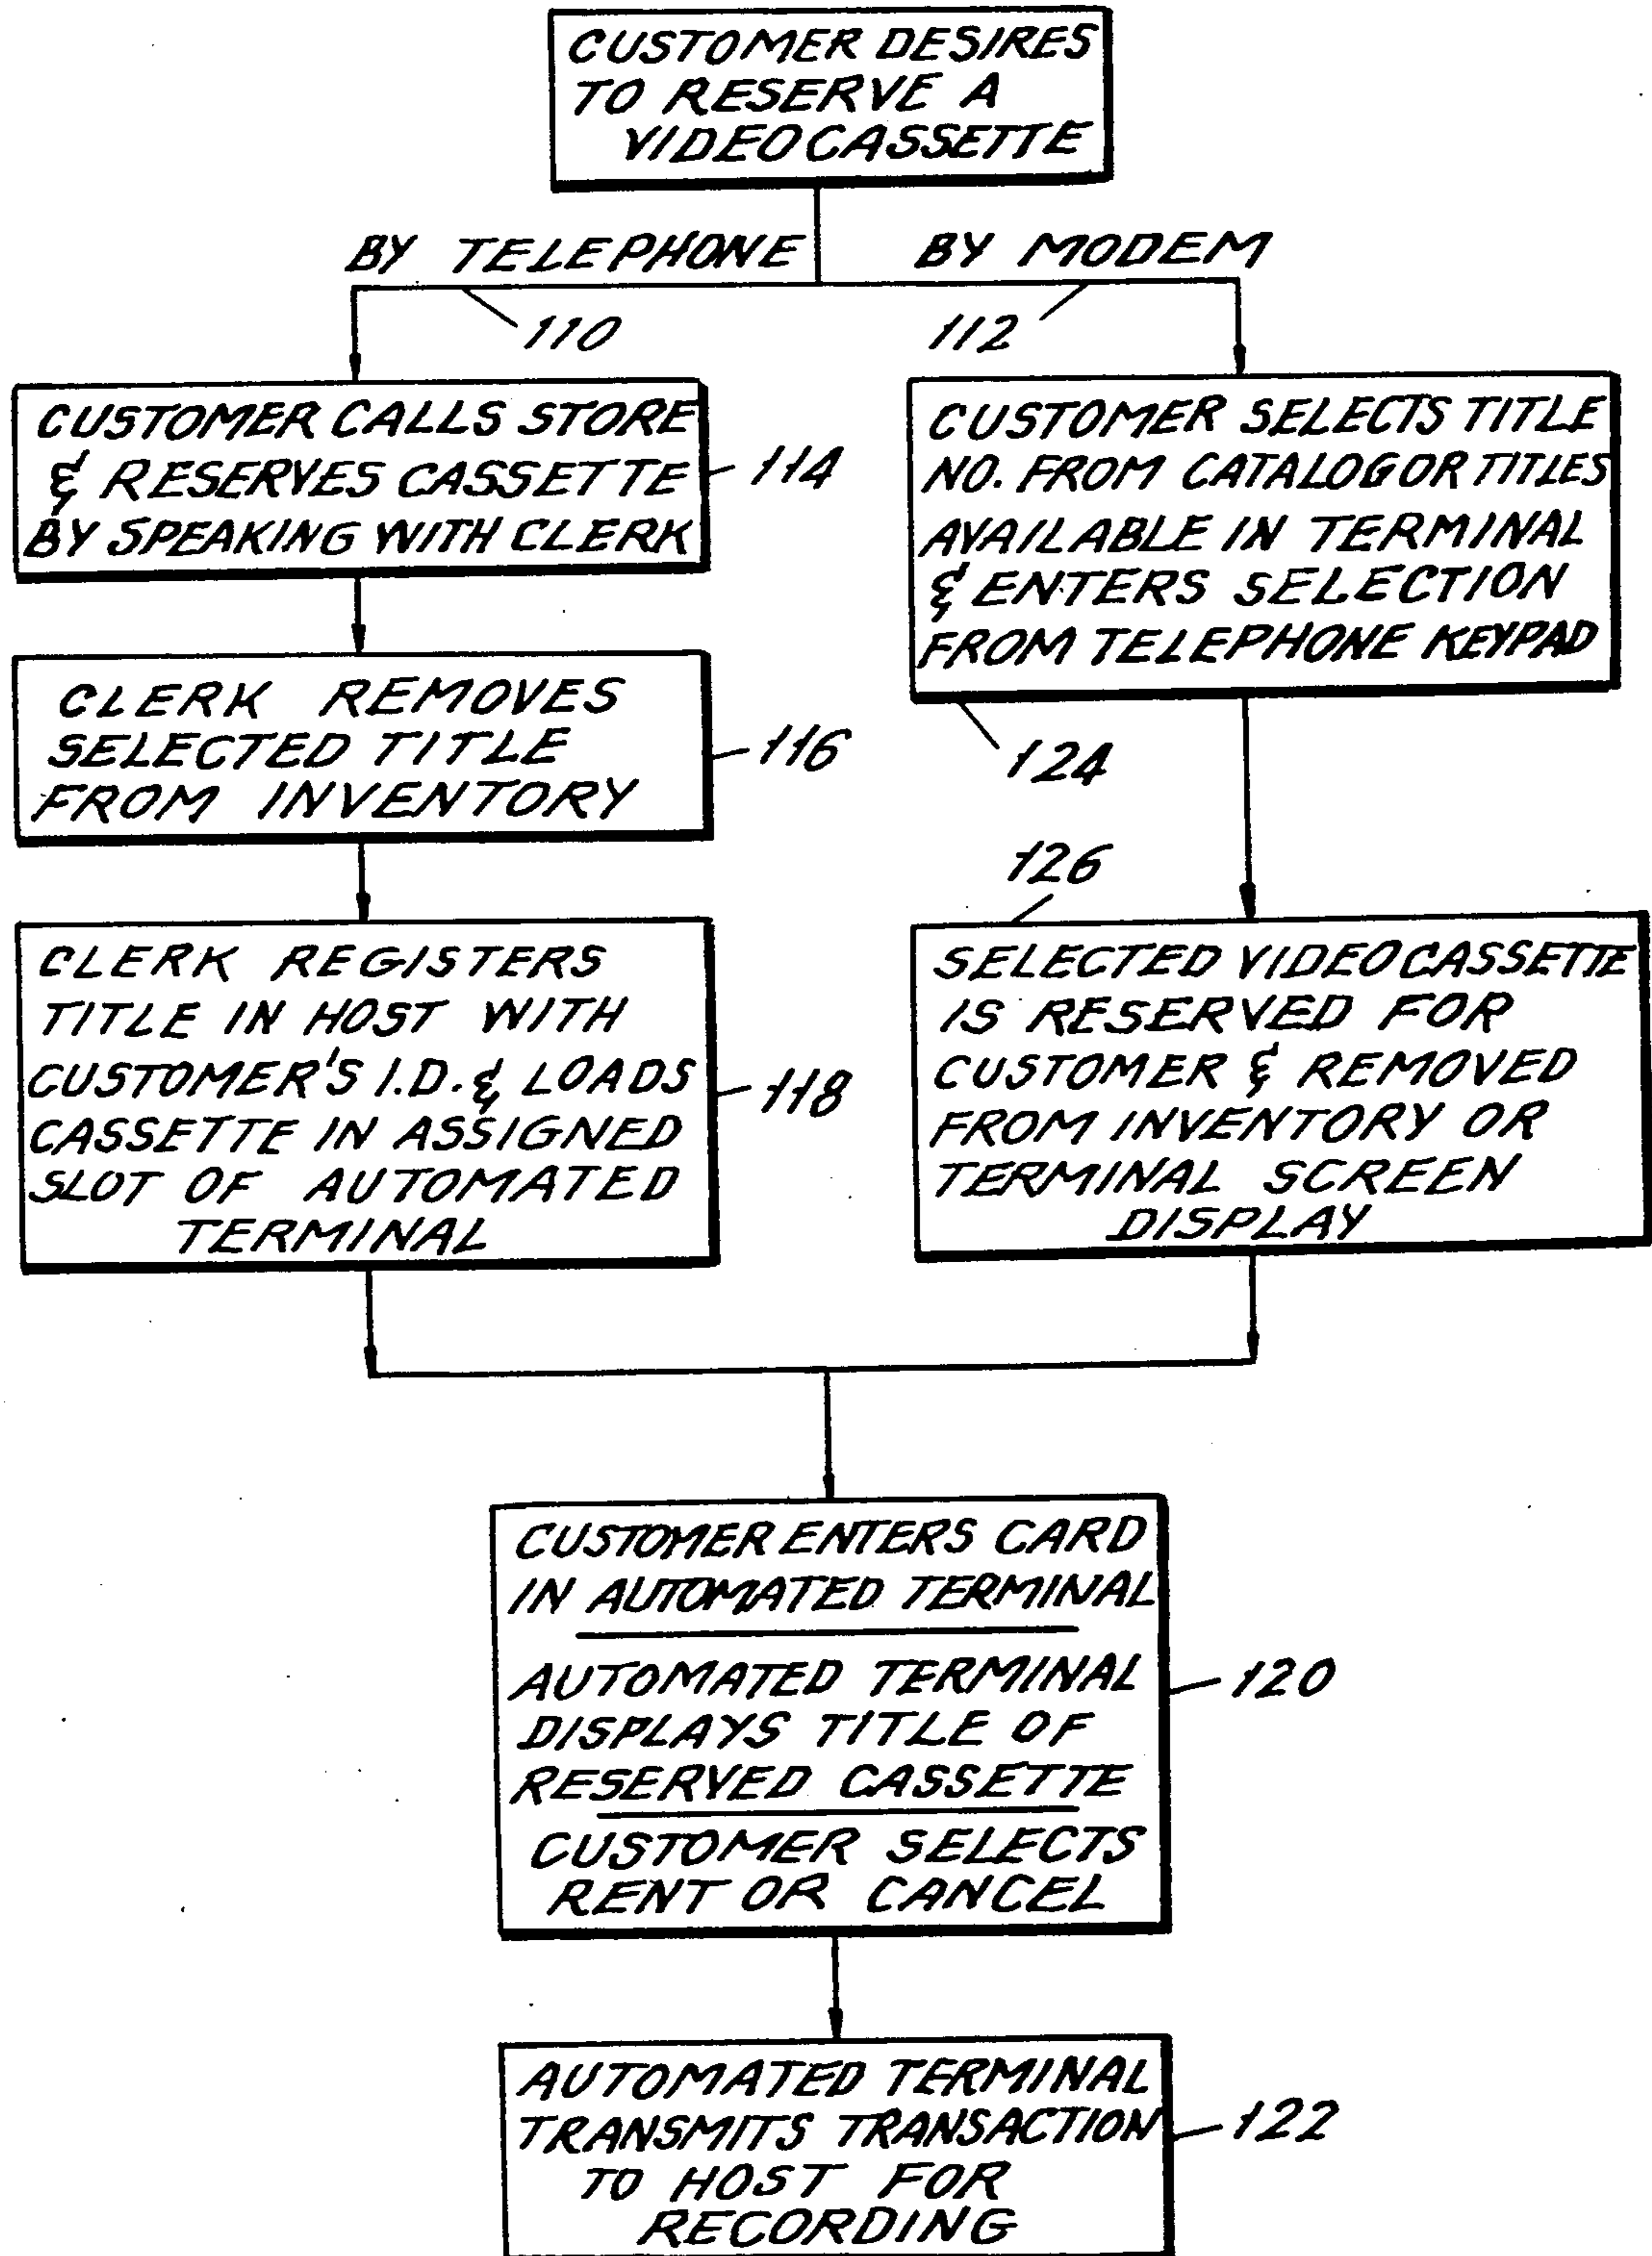 CUSTOMER DESIRES
TO RESERVE A
VIDEOCASSETTE
BY TELEPHONE
BY MODEM
110
112
CUSTOMER CALLS STORE
& RESERVES CASSETTE
BY SPEAKING WITH CLERK
114
CUSTOMER SELECTS TITLE
NO. FROM CATALOG OR TITLES
AVAILABLE IN TERMINAL
& ENTERS SELECTION
FROM TELEPHONE KEYPAD
124
CLERK REMOVES
SELECTED TITLE
FROM INVENTORY
116
126
CLERK REGISTERS
TITLE IN HOST WITH
CUSTOMER'S I.D. & LOADS
CASSETTE IN ASSIGNED
SLOT OF AUTOMATED
TERMINAL
118
SELECTED VIDEOCASSETTE
IS RESERVED FOR
CUSTOMER & REMOVED
FROM INVENTORY OR
TERMINAL SCREEN
DISPLAY
CUSTOMER ENTERS CARD
IN AUTOMATED TERMINAL
AUTOMATED TERMINAL
DISPLAYS TITLE OF
RESERVED CASSETTE
CUSTOMER SELECTS
RENT OR CANCEL
120
AUTOMATED TERMINAL
TRANSMITS TRANSACTION
TO HOST FOR
RECORDING
122